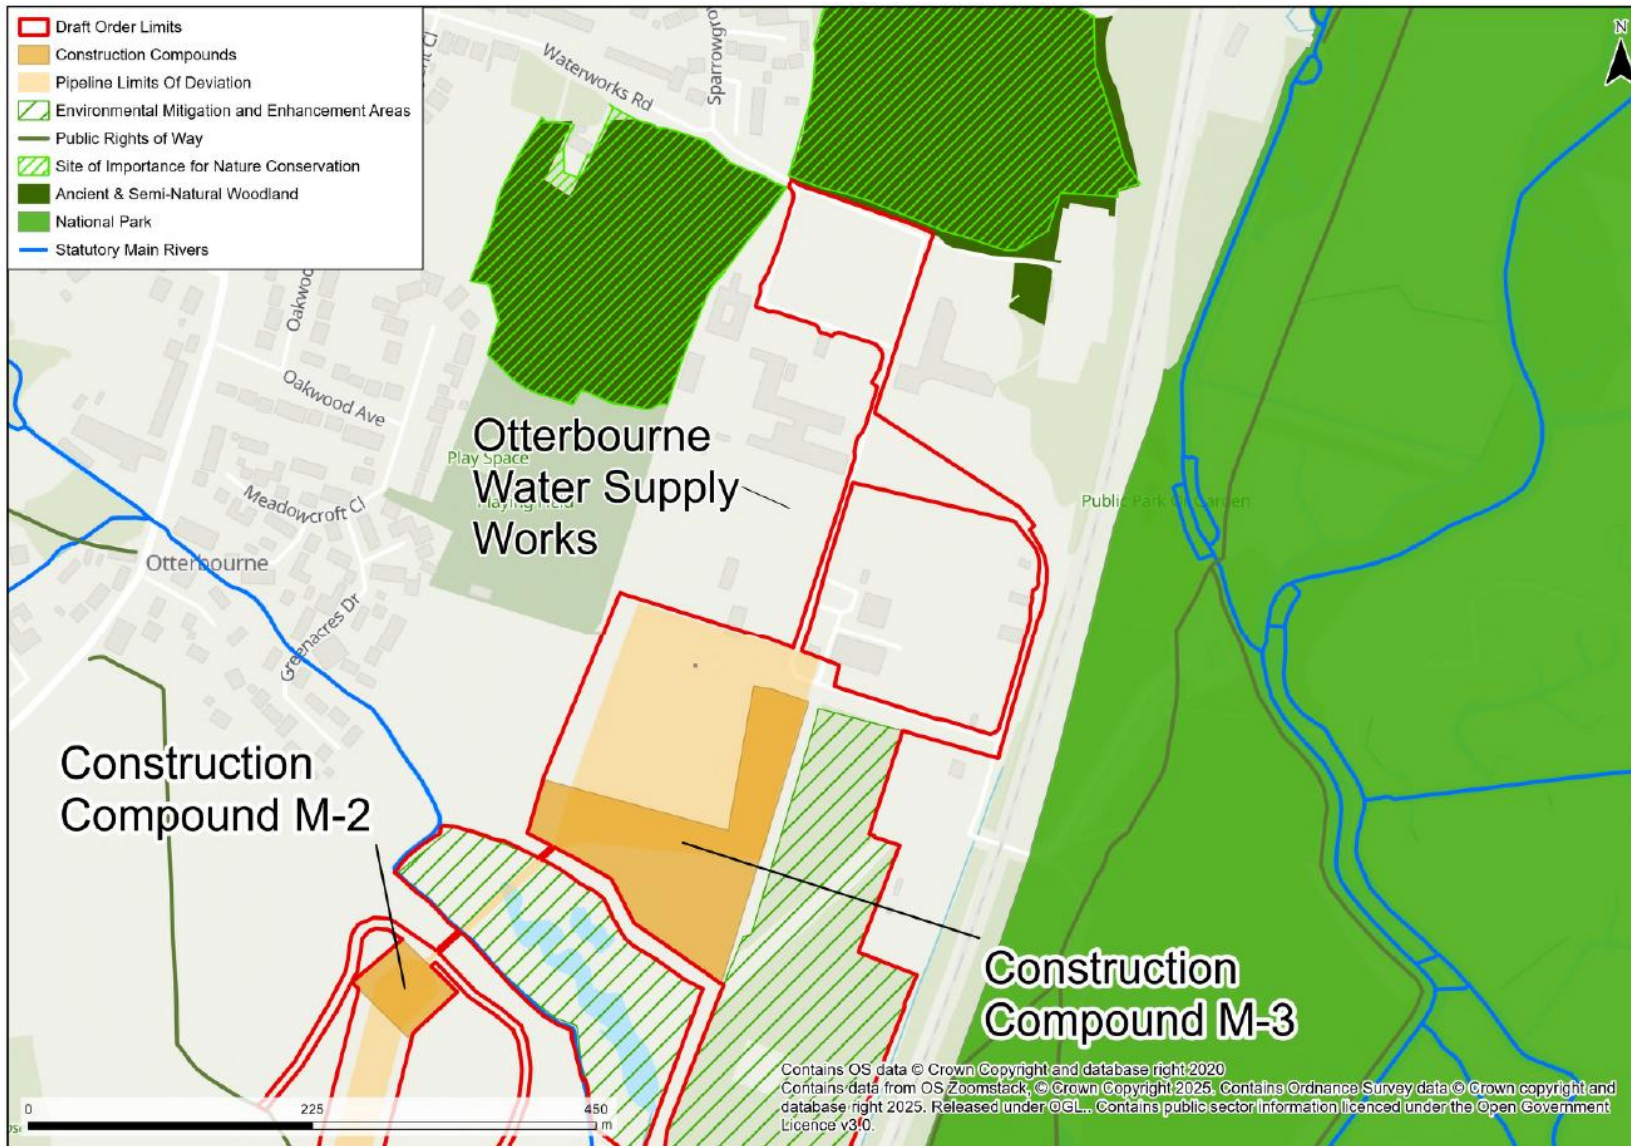 Draft Order Limits
Construction Compounds
Pipeline Limits Of Deviation
Environmental Mitigation and Enhancement Areas
Public Rights of Way
Site of Importance for Nature Conservation
Ancient & Semi-Natural Woodland
National Park
Statutory Main Rivers
N
Waterworks Rd
Oakwood Ave
Play Space
Otterbourne
Water Supply
Works
Meadowcroft Cl
Public Park Or Garden
Otterbourne
Greenacres Dr
Construction
Compound M-2
Construction
Compound M-3
0 225 450
m
Contains OS data © Crown Copyright and database right 2020
Contains data from OS Zoomstack, © Crown Copyright 2025. Contains Ordnance Survey data © Crown copyright and
database right 2025. Released under OGL.. Contains public sector information licenced under the Open Government
Licence v3.0.